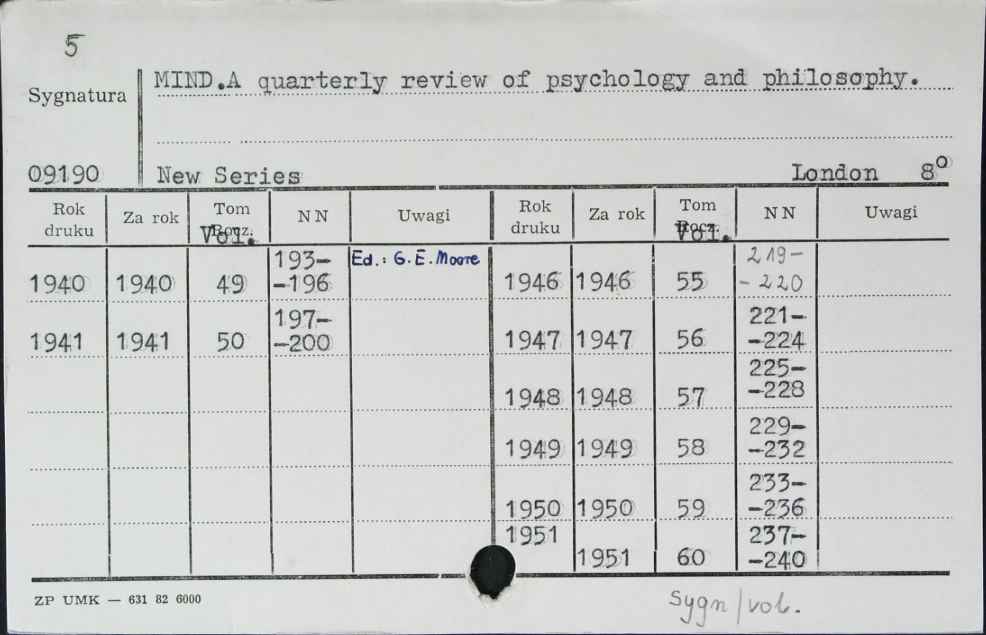 5
Sygnatura
MIND.A quarterly review of psychology and philosophy.
09190 New Series London 8°
Rok druku Za rok Tom Vol. NN Uwagi Rok druku Za rok Tom Vol. NN Uwagi
1940 1940 49 193- -196 Ed.: G.E.Moore 1946 1946 55 219- -220
1941 1941 50 197- -200 1947 1947 56 221- -224
1948 1948 57 225- -228
1949 1949 58 229- -232
1950 1950 59 233- -236
1951 1951 60 237- -240
ZP UMK — 631 82 6000
Sygn/vol.